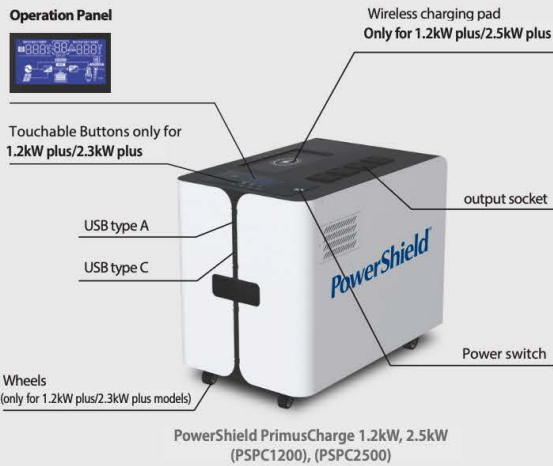 Operation Panel
Wireless charging pad
Only for 1.2kW plus/2.5kW plus
Touchable Buttons only for
1.2kW plus/2.3kW plus
output socket
USB type A
USB type C
PowerShield
Power switch
Wheels
(only for 1.2kW plus/2.3kW plus models)
PowerShield PrimusCharge 1.2kW, 2.5kW
(PSPC1200), (PSPC2500)